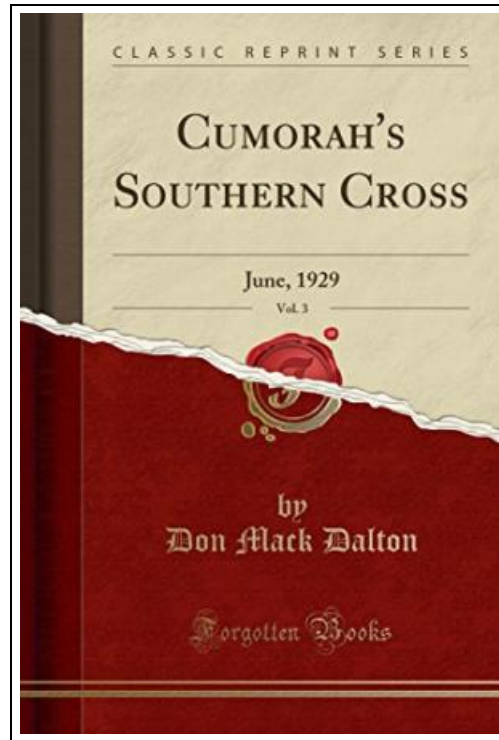 CLASSIC REPRINT SERIES
CUMORAH'S
SOUTHERN CROSS
June, 1929
Vol. 3
by
Don Mack Dalton
Forgotten Books